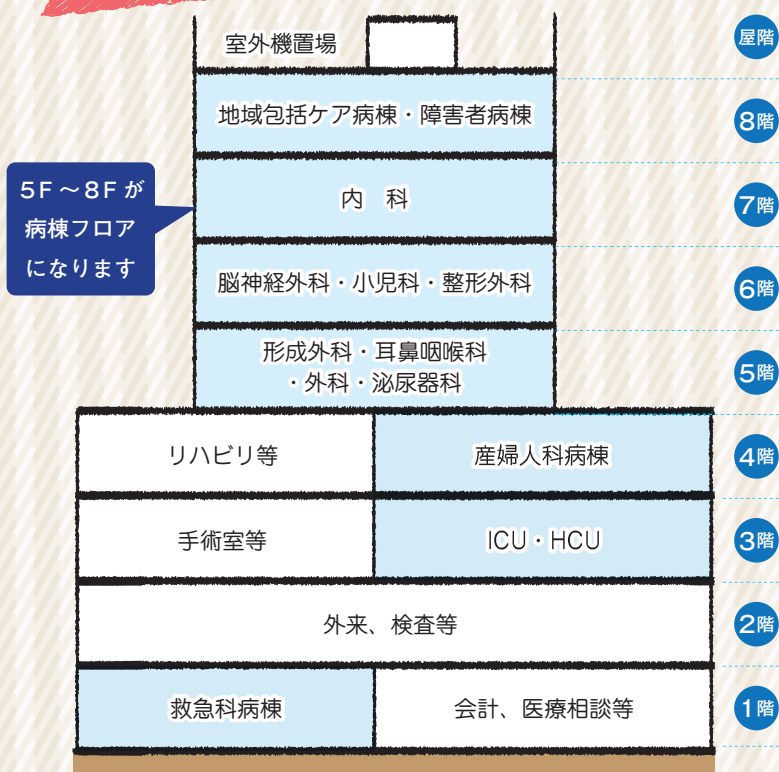 室外機置場
屋階
地域包括ケア病棟・障害者病棟
8階
5F～8Fが
病棟フロア
になります
内　科
7階
脳神経外科・小児科・整形外科
6階
形成外科・耳鼻咽喉科
・外科・泌尿器科
5階
リハビリ等
産婦人科病棟
4階
手術室等
ICU・HCU
3階
外来、検査等
2階
救急科病棟
会計、医療相談等
1階